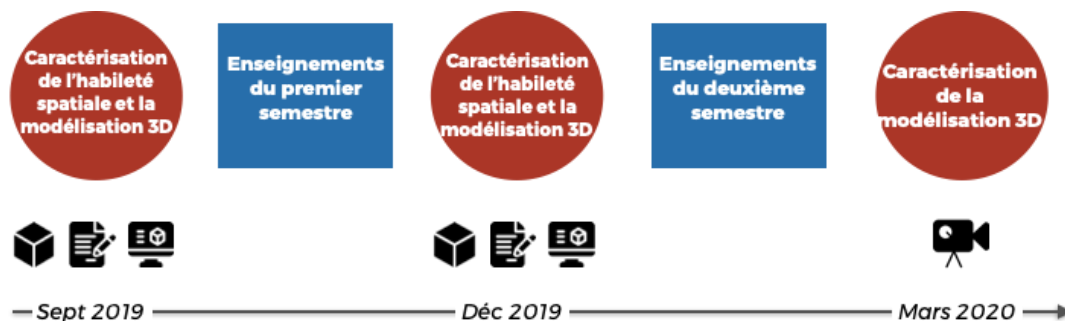 Caractérisation
de l'habileté
spatiale et la
modélisation 3D
Enseignements
du premier
semestre
Caractérisation
de l'habileté
spatiale et la
modélisation 3D
Enseignements
du deuxième
semestre
Caractérisation
de la
modélisation 3D
Sept 2019
Déc 2019
Mars 2020